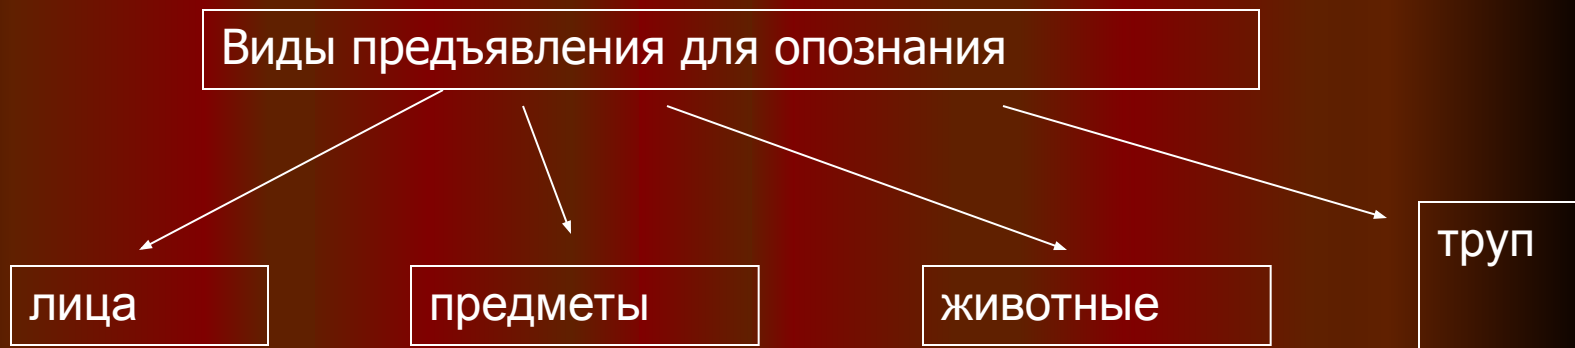 Виды предъявления для опознания
труп
лица
предметы
животные